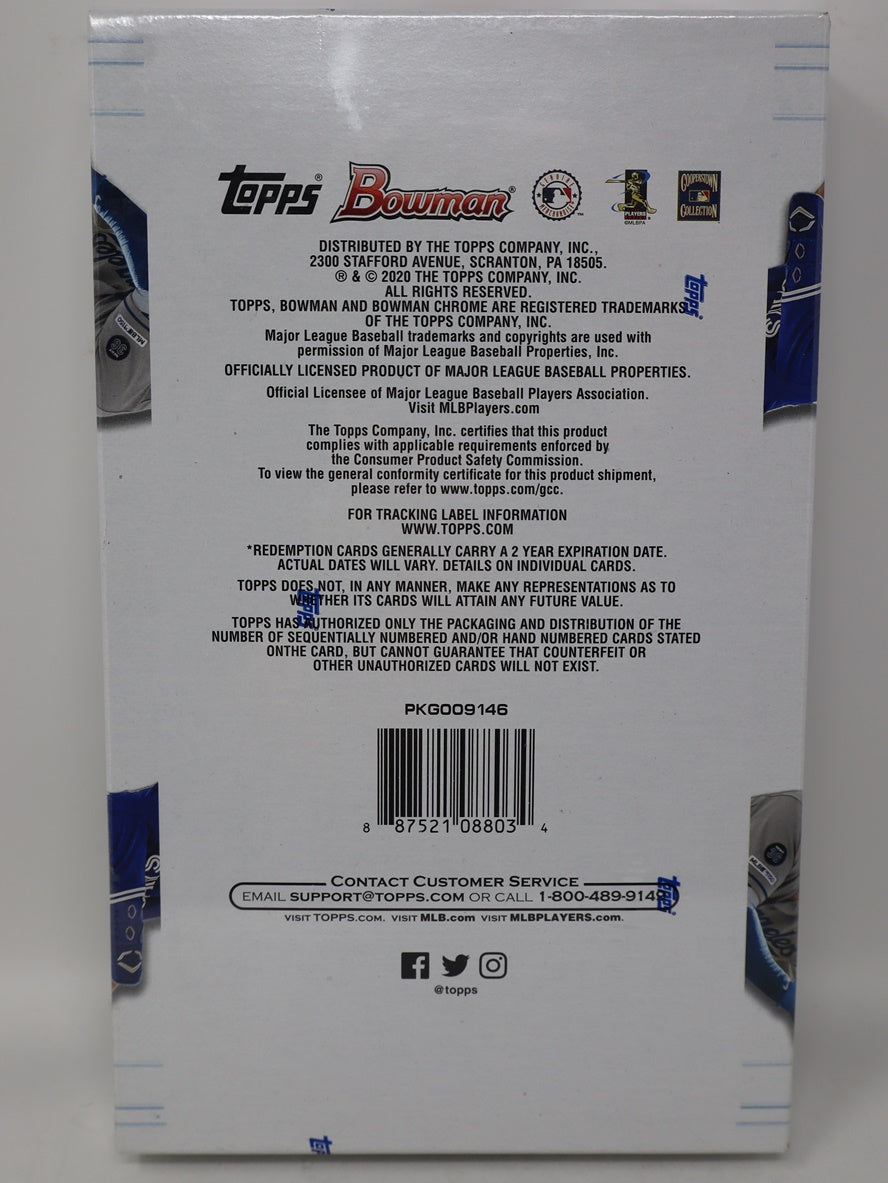 TOPPS® Bowman® GENUINE MERCHANDISE ™ PLAYERS ©MLBPA COOPERSTOWN COLLECTION
DISTRIBUTED BY THE TOPPS COMPANY, INC.,
2300 STAFFORD AVENUE, SCRANTON, PA 18505.
® & © 2020 THE TOPPS COMPANY, INC.
ALL RIGHTS RESERVED.
TOPPS, BOWMAN AND BOWMAN CHROME ARE REGISTERED TRADEMARKS
OF THE TOPPS COMPANY, INC.
Major League Baseball trademarks and copyrights are used with
permission of Major League Baseball Properties, Inc.
OFFICIALLY LICENSED PRODUCT OF MAJOR LEAGUE BASEBALL PROPERTIES.
Official Licensee of Major League Baseball Players Association.
Visit MLBPlayers.com
The Topps Company, Inc. certifies that this product
complies with applicable requirements enforced by
the Consumer Product Safety Commission.
To view the general conformity certificate for this product shipment,
please refer to www.topps.com/gcc.
FOR TRACKING LABEL INFORMATION
WWW.TOPPS.COM
*REDEMPTION CARDS GENERALLY CARRY A 2 YEAR EXPIRATION DATE.
ACTUAL DATES WILL VARY. DETAILS ON INDIVIDUAL CARDS.
TOPPS DOES NOT, IN ANY MANNER, MAKE ANY REPRESENTATIONS AS TO
WHETHER ITS CARDS WILL ATTAIN ANY FUTURE VALUE.
TOPPS HAS AUTHORIZED ONLY THE PACKAGING AND DISTRIBUTION OF THE
NUMBER OF SEQUENTIALLY NUMBERED AND/OR HAND NUMBERED CARDS STATED
ONTHE CARD, BUT CANNOT GUARANTEE THAT COUNTERFEIT OR
OTHER UNAUTHORIZED CARDS WILL NOT EXIST.
PKG009146
8 87521 08803 4
CONTACT CUSTOMER SERVICE
EMAIL SUPPORT@TOPPS.COM OR CALL 1-800-489-9149
VISIT TOPPS.COM. VISIT MLB.com VISIT MLBPLAYERS.com.
@topps
topps
topps
topps
topps